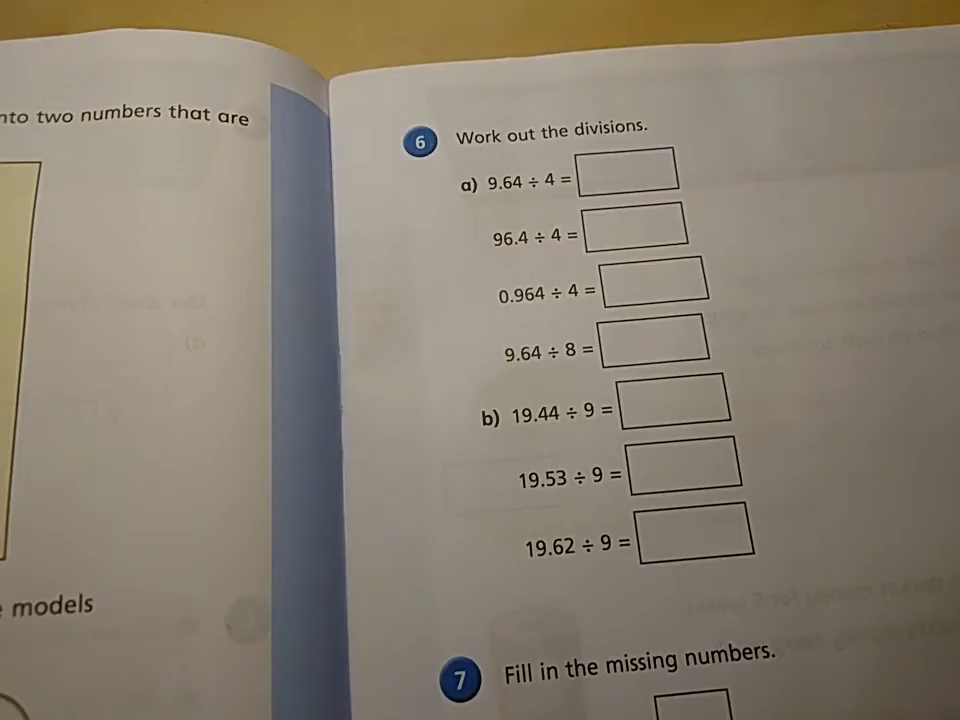 nto two numbers that are
models
6 Work out the divisions.
a) 9.64 ÷ 4 =
96.4 ÷ 4 =
0.964 ÷ 4 =
9.64 ÷ 8 =
b) 19.44 ÷ 9 =
19.53 ÷ 9 =
19.62 ÷ 9 =
7 Fill in the missing numbers.